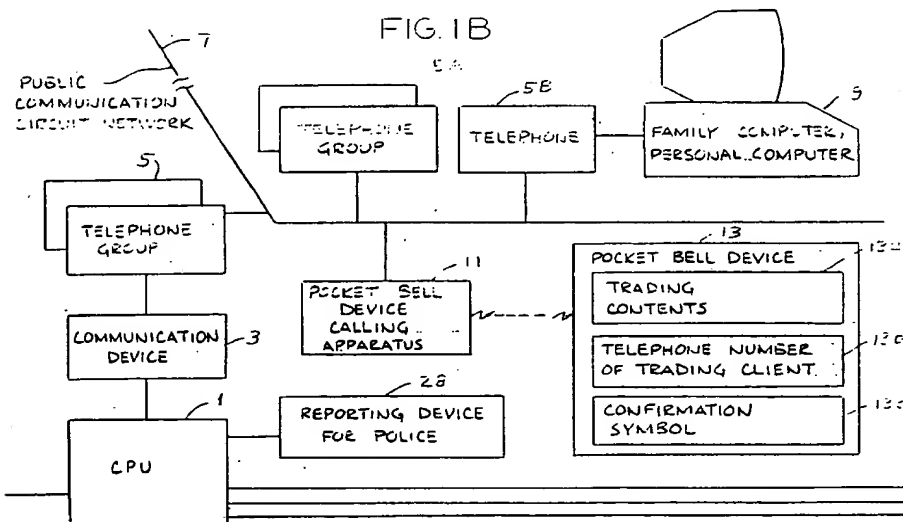 FIG. 1B
7
PUBLIC
COMMUNICATION
CIRCUIT NETWORK
5A
TELEPHONE
GROUP
5B
TELEPHONE
9
FAMILY COMPUTER,
PERSONAL COMPUTER
5
TELEPHONE
GROUP
11
POCKET BELL
DEVICE
CALLING
APPARATUS
13
POCKET BELL DEVICE
TRADING
CONTENTS
TELEPHONE NUMBER
OF TRADING CLIENT
CONFIRMATION
SYMBOL
COMMUNICATION
DEVICE
3
1
CPU
28
REPORTING DEVICE
FOR POLICE